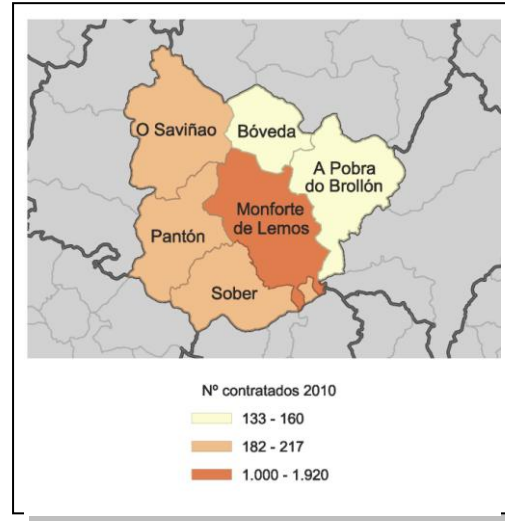 O Saviñao
Bóveda
A Pobra
do Brollón
Monforte
de Lemos
Pantón
Sober
Nº contratados 2010
133 - 160
182 - 217
1.000 - 1.920